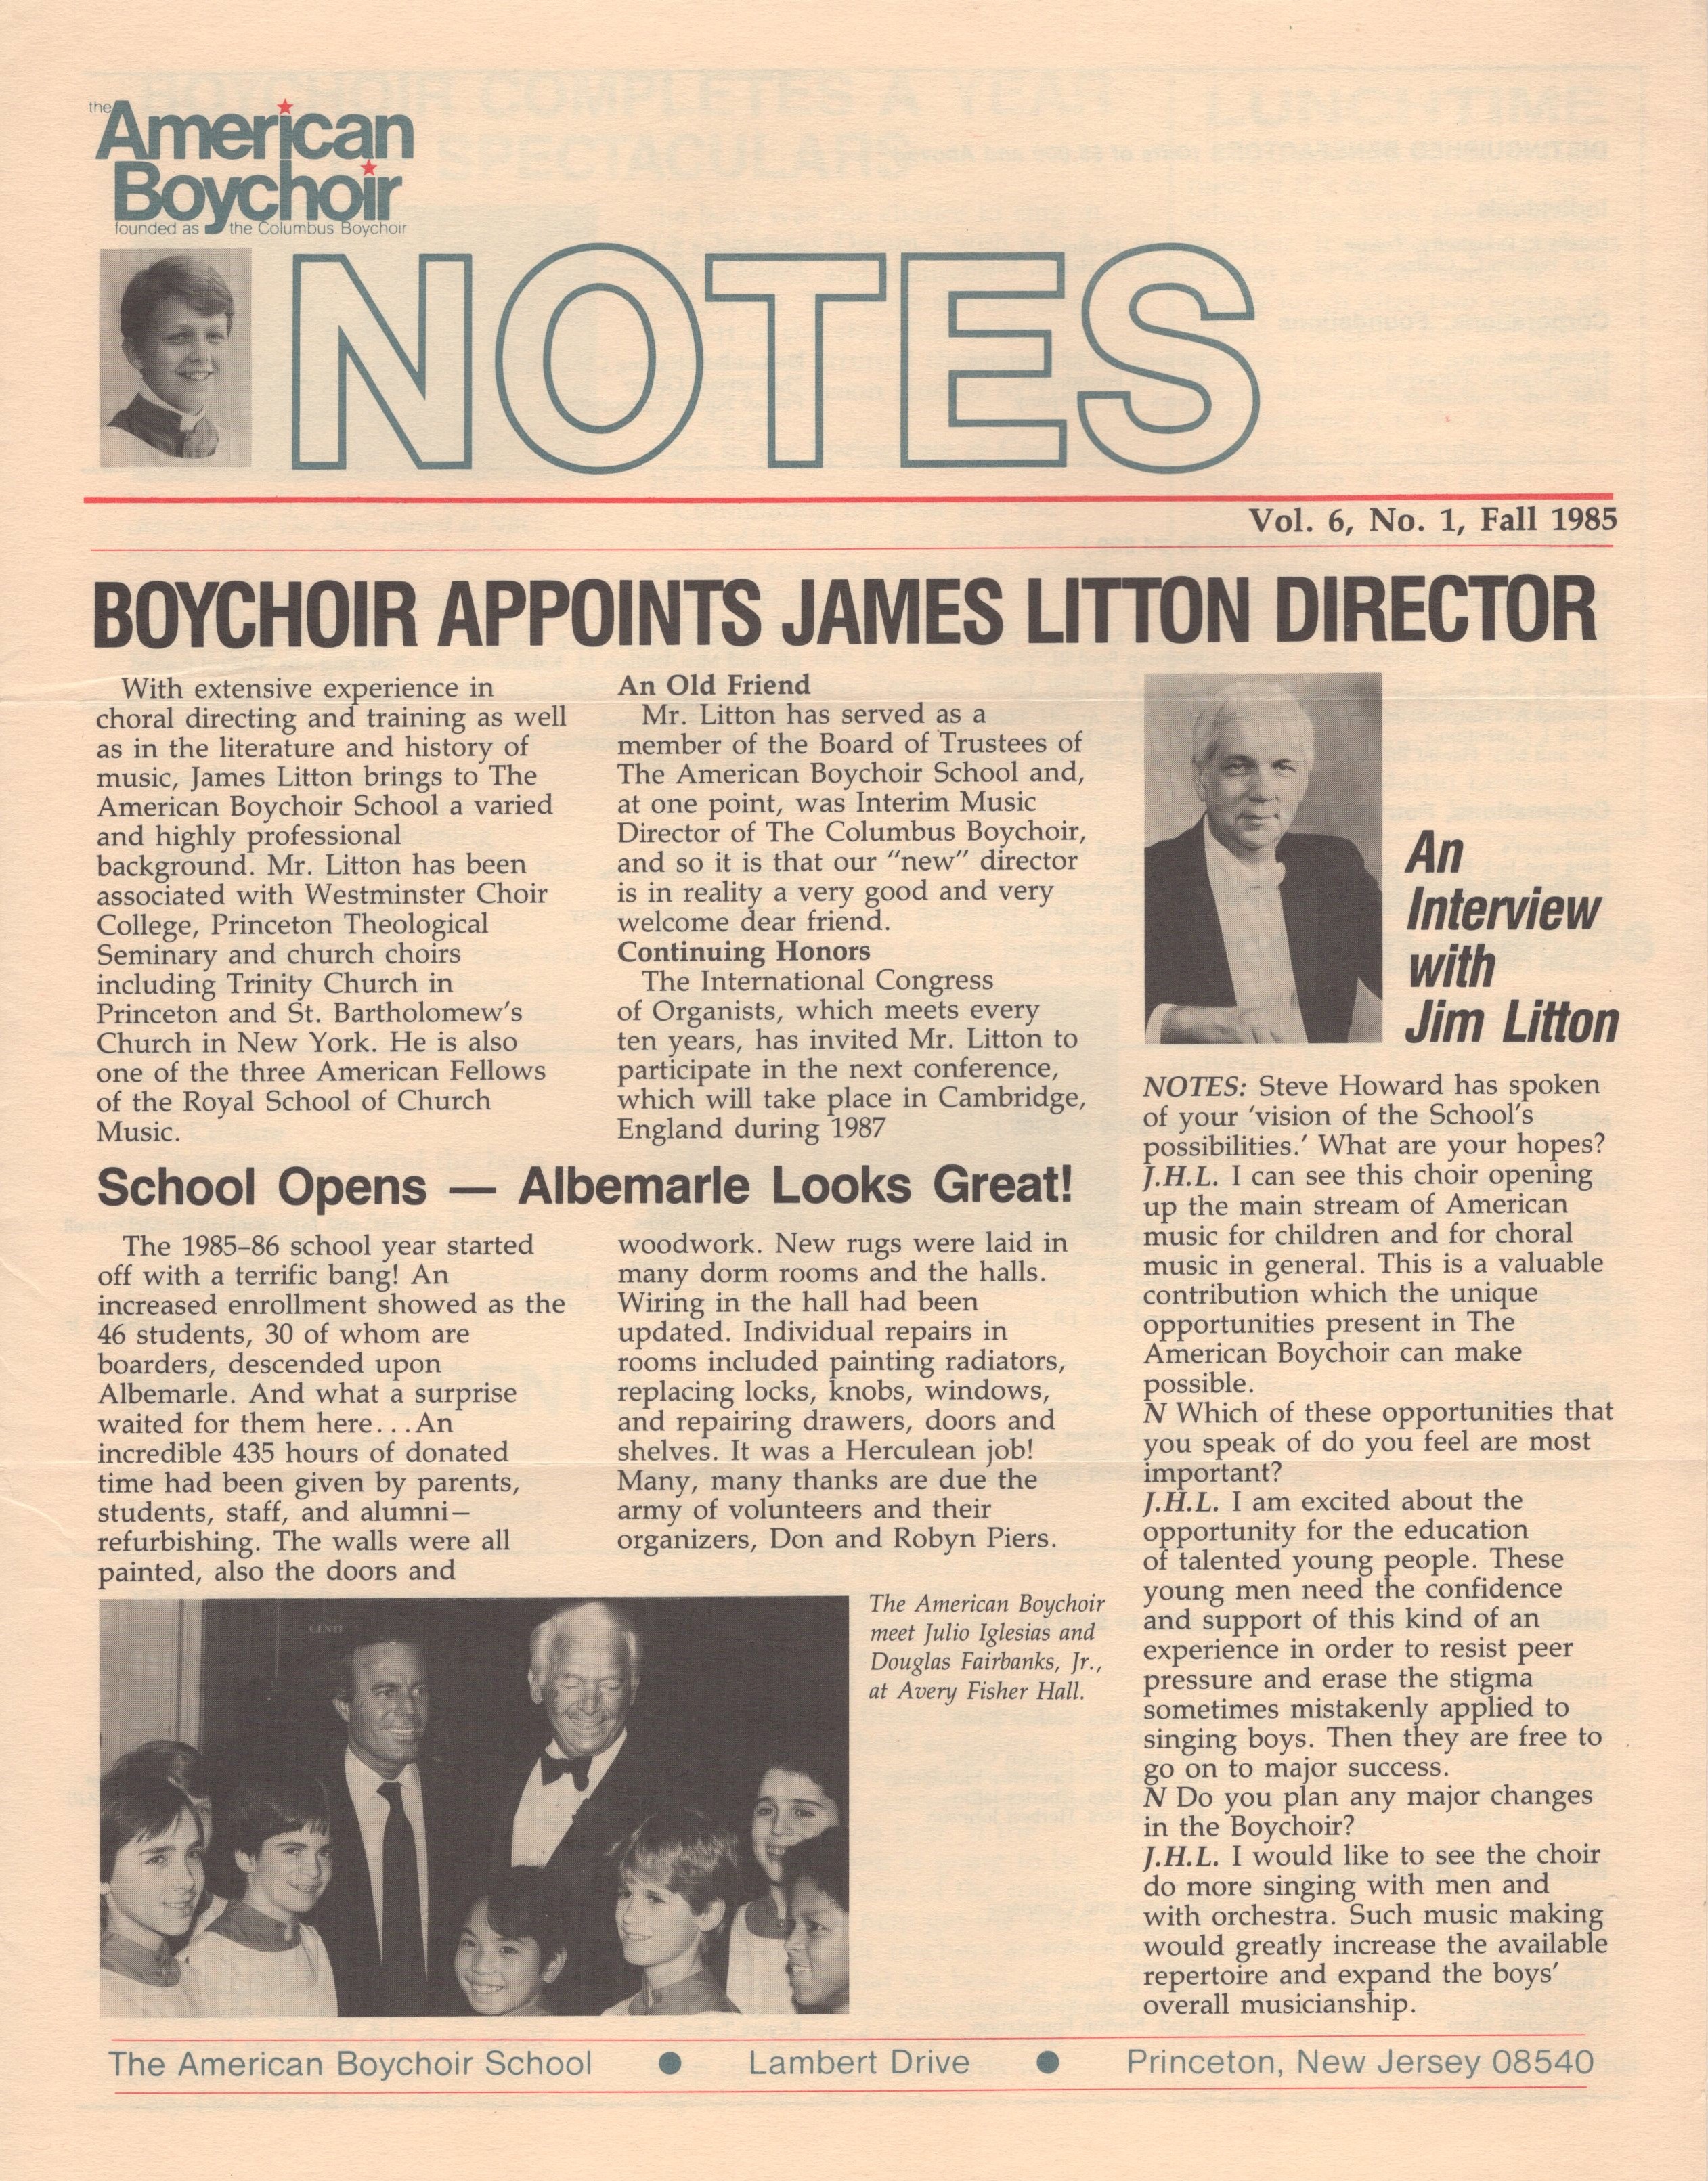 the
American
Boychoir
founded as the Columbus Boychoir
NOTES
Vol. 6, No. 1, Fall 1985
BOYCHOIR APPOINTS JAMES LITTON DIRECTOR
With extensive experience in
choral directing and training as well
as in the literature and history of
music, James Litton brings to The
American Boychoir School a varied
and highly professional
background. Mr. Litton has been
associated with Westminster Choir
College, Princeton Theological
Seminary and church choirs
including Trinity Church in
Princeton and St. Bartholomew's
Church in New York. He is also
one of the three American Fellows
of the Royal School of Church
Music.
An Old Friend
Mr. Litton has served as a
member of the Board of Trustees of
The American Boychoir School and,
at one point, was Interim Music
Director of The Columbus Boychoir,
and so it is that our "new" director
is in reality a very good and very
welcome dear friend.
Continuing Honors
The International Congress
of Organists, which meets every
ten years, has invited Mr. Litton to
participate in the next conference,
which will take place in Cambridge,
England during 1987
School Opens — Albemarle Looks Great!
The 1985–86 school year started
off with a terrific bang! An
increased enrollment showed as the
46 students, 30 of whom are
boarders, descended upon
Albemarle. And what a surprise
waited for them here...An
incredible 435 hours of donated
time had been given by parents,
students, staff, and alumni—
refurbishing. The walls were all
painted, also the doors and
woodwork. New rugs were laid in
many dorm rooms and the halls.
Wiring in the hall had been
updated. Individual repairs in
rooms included painting radiators,
replacing locks, knobs, windows,
and repairing drawers, doors and
shelves. It was a Herculean job!
Many, many thanks are due the
army of volunteers and their
organizers, Don and Robyn Piers.
The American Boychoir
meet Julio Iglesias and
Douglas Fairbanks, Jr.,
at Avery Fisher Hall.
An
Interview
with
Jim Litton
NOTES: Steve Howard has spoken
of your 'vision of the School's
possibilities.' What are your hopes?
J.H.L. I can see this choir opening
up the main stream of American
music for children and for choral
music in general. This is a valuable
contribution which the unique
opportunities present in The
American Boychoir can make
possible.
N Which of these opportunities that
you speak of do you feel are most
important?
J.H.L. I am excited about the
opportunity for the education
of talented young people. These
young men need the confidence
and support of this kind of an
experience in order to resist peer
pressure and erase the stigma
sometimes mistakenly applied to
singing boys. Then they are free to
go on to major success.
N Do you plan any major changes
in the Boychoir?
J.H.L. I would like to see the choir
do more singing with men and
with orchestra. Such music making
would greatly increase the available
repertoire and expand the boys'
overall musicianship.
The American Boychoir School ● Lambert Drive ● Princeton, New Jersey 08540